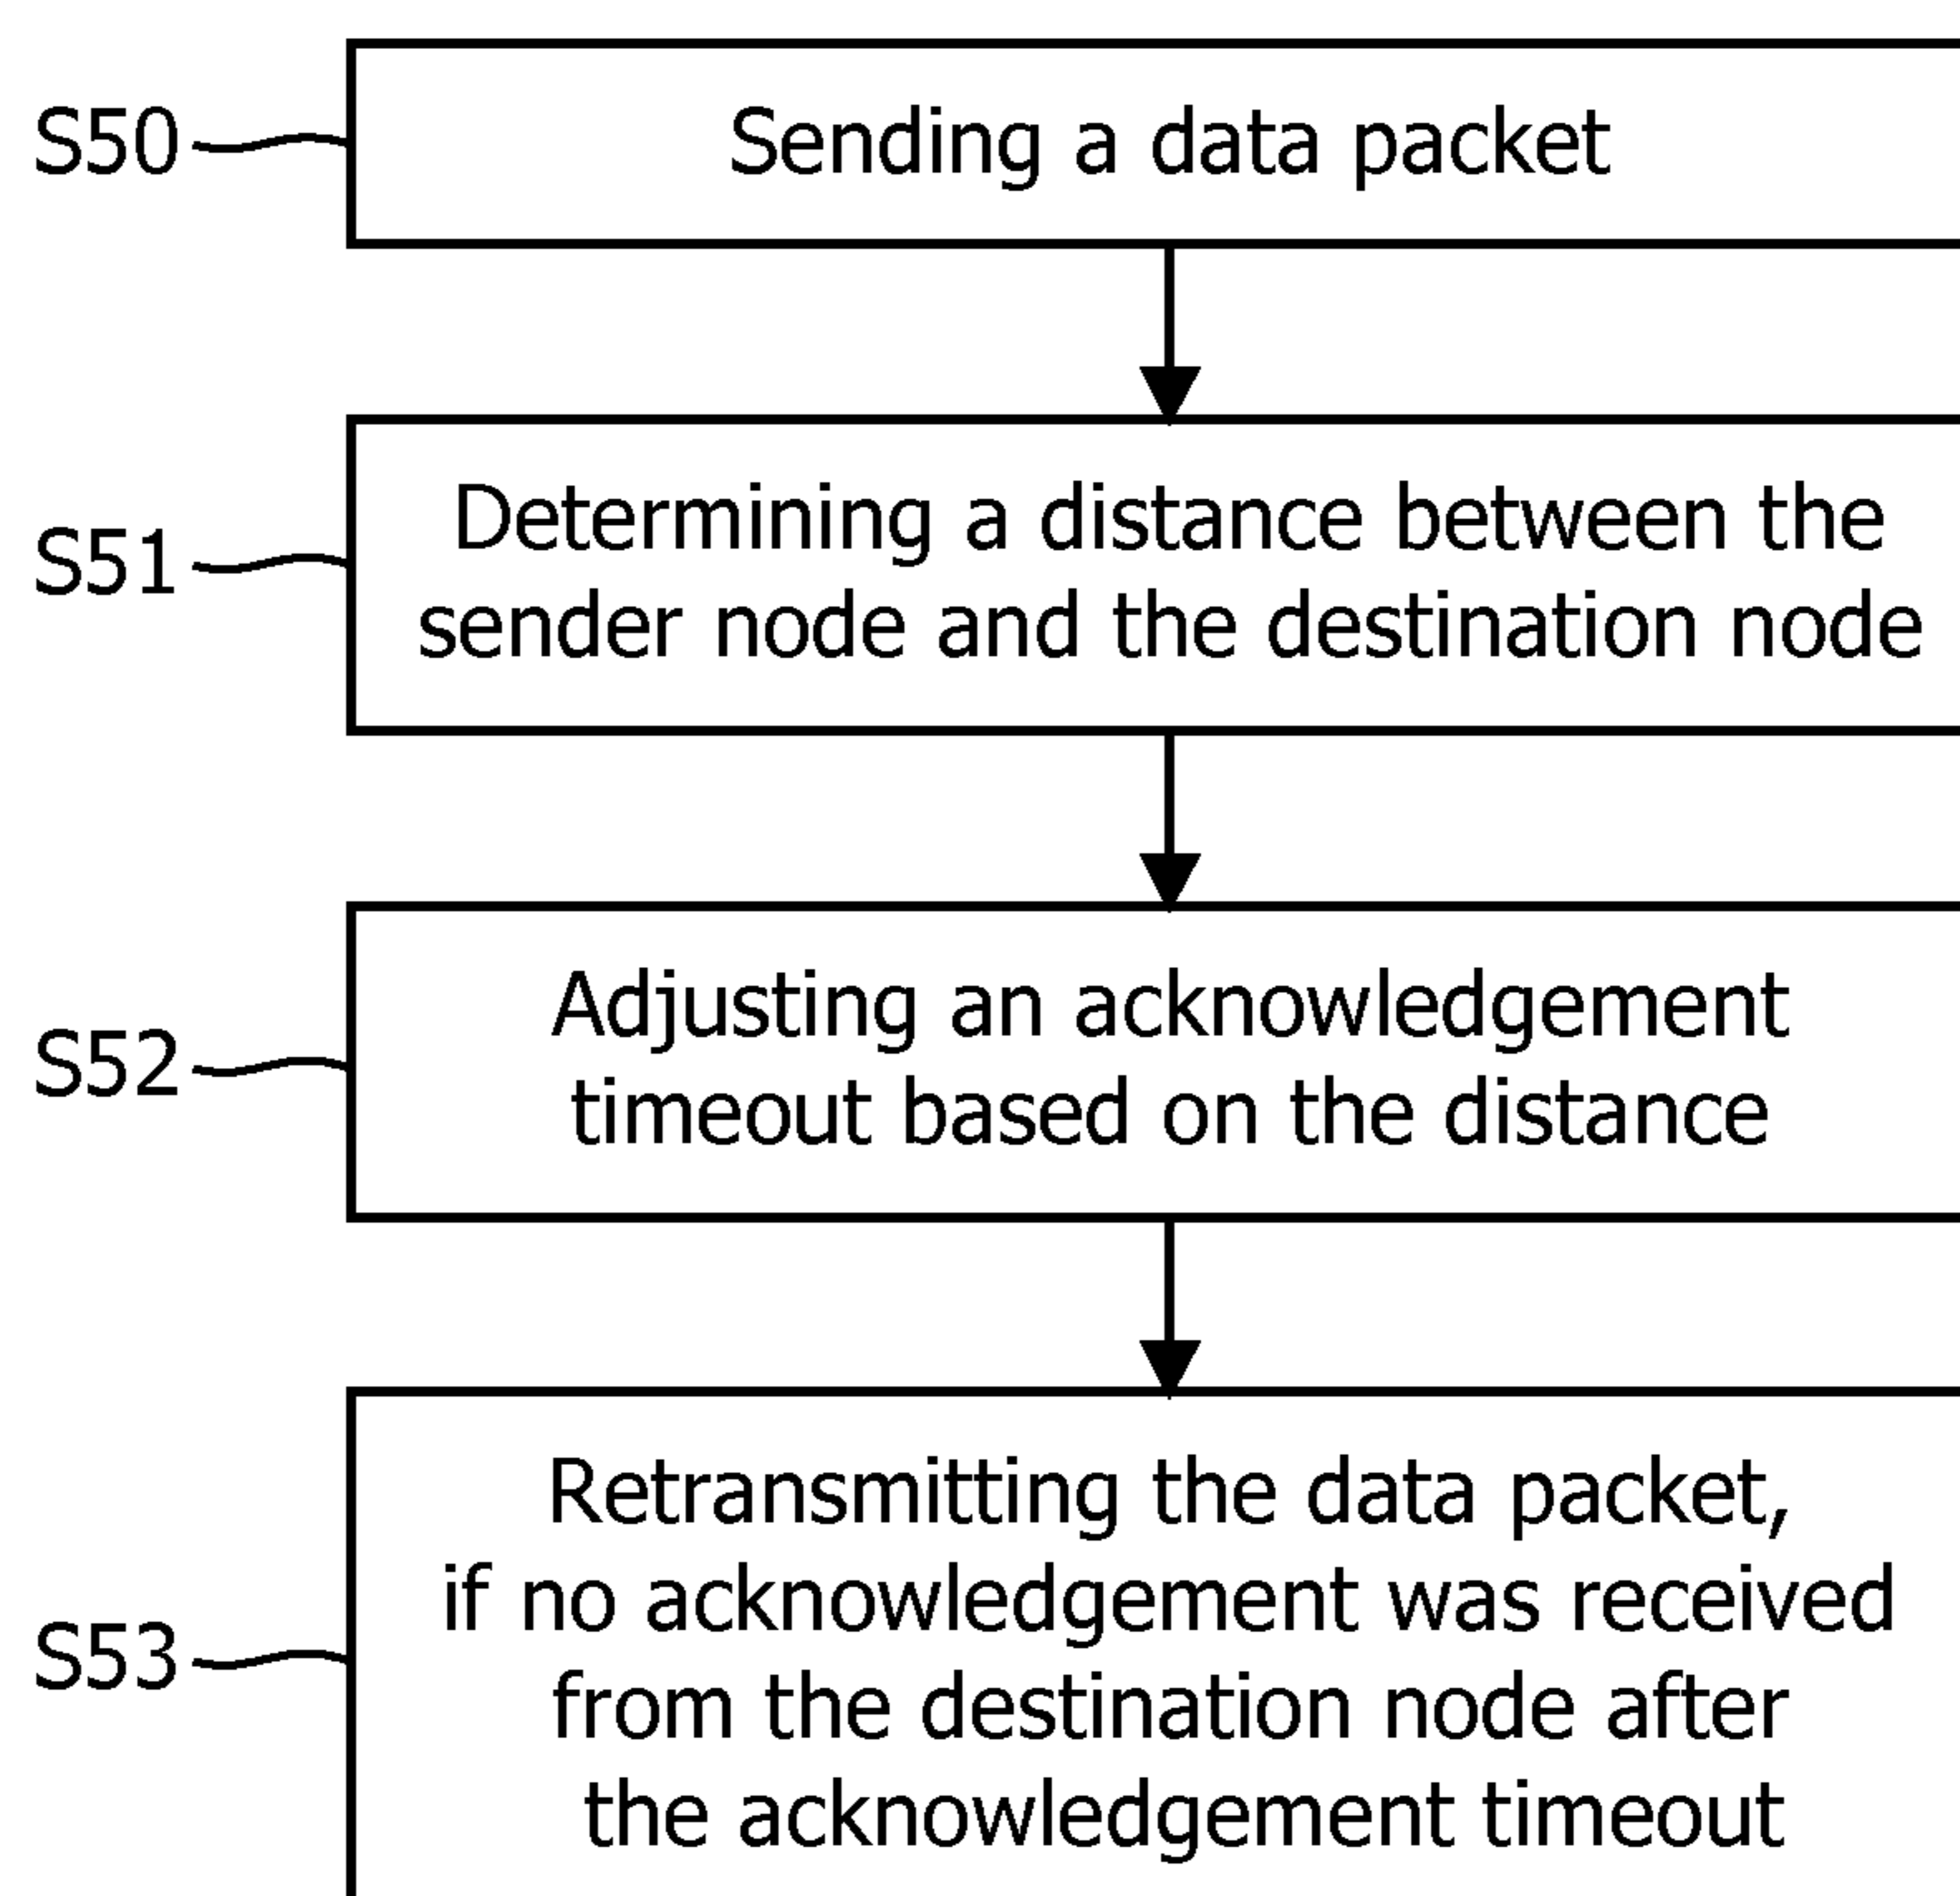 S50
Sending a data packet
S51
Determining a distance between the
sender node and the destination node
S52
Adjusting an acknowledgement
timeout based on the distance
S53
Retransmitting the data packet,
if no acknowledgement was received
from the destination node after
the acknowledgement timeout